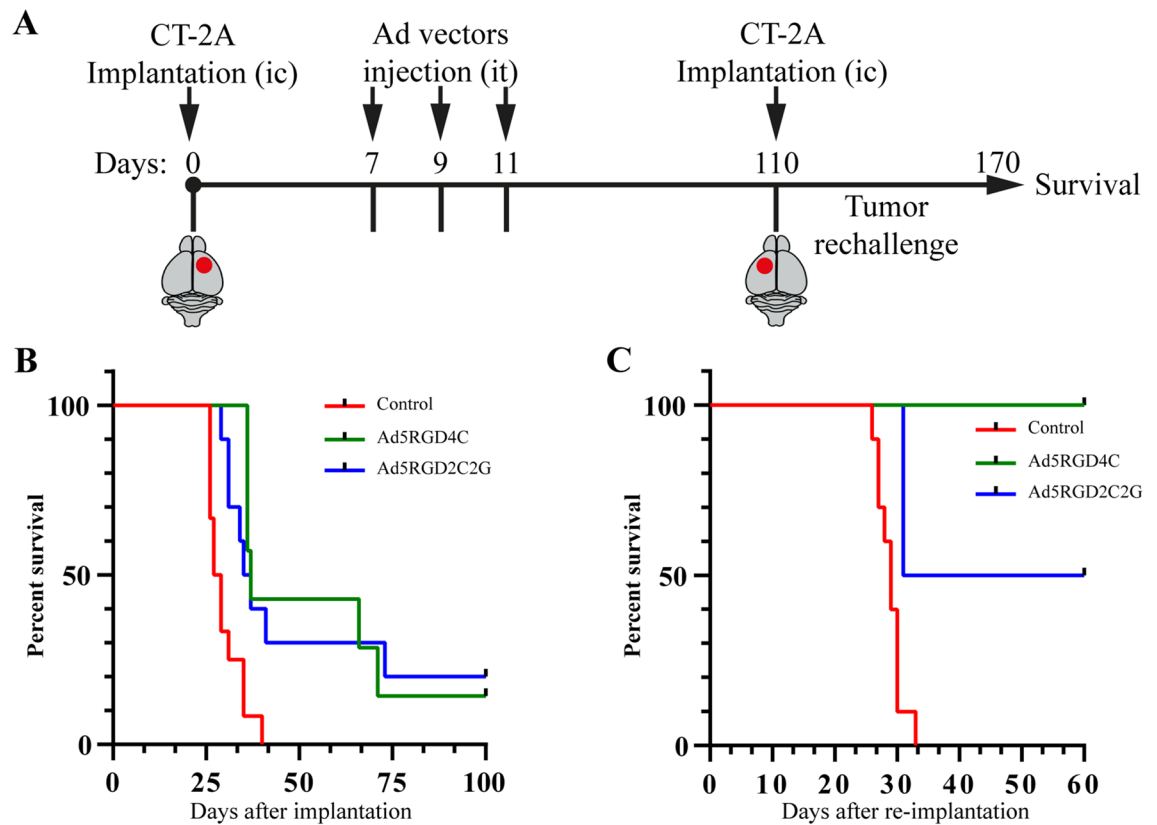 A
CT-2A
Implantation (ic)
Ad vectors
injection (it)
CT-2A
Implantation (ic)
Days: 0 7 9 11 110 170
Survival
Tumor
rechallenge
B
Percent survival
100
50
0
Control
Ad5RGD4C
Ad5RGD2C2G
0 25 50 75 100
Days after implantation
C
Percent survival
100
50
0
Control
Ad5RGD4C
Ad5RGD2C2G
0 10 20 30 40 50 60
Days after re-implantation